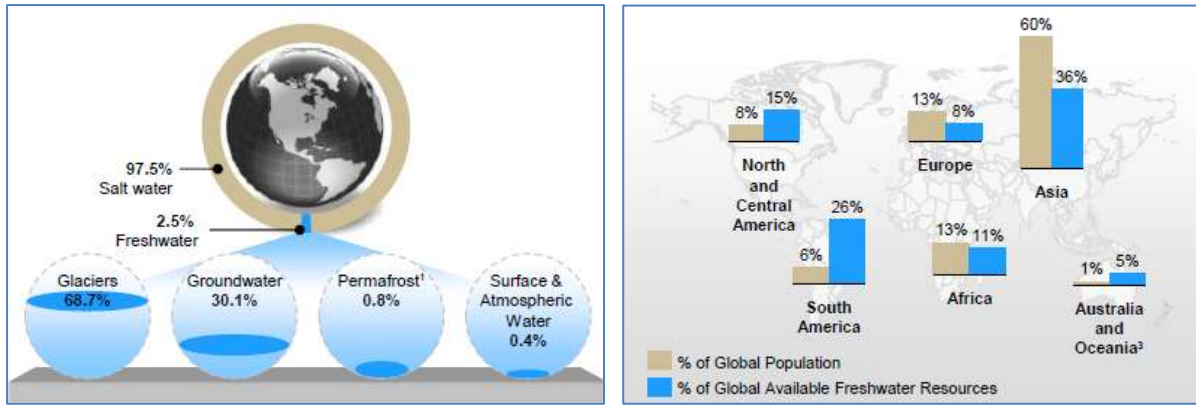 97.5%
Salt water
2.5%
Freshwater
Glaciers
68.7%
Groundwater
30.1%
Permafrost¹
0.8%
Surface &
Atmospheric
Water
0.4%
8%
15%
North
and
Central
America
13%
8%
Europe
60%
36%
Asia
6%
26%
South
America
13%
11%
Africa
1%
5%
Australia
and
Oceania³
% of Global Population
% of Global Available Freshwater Resources